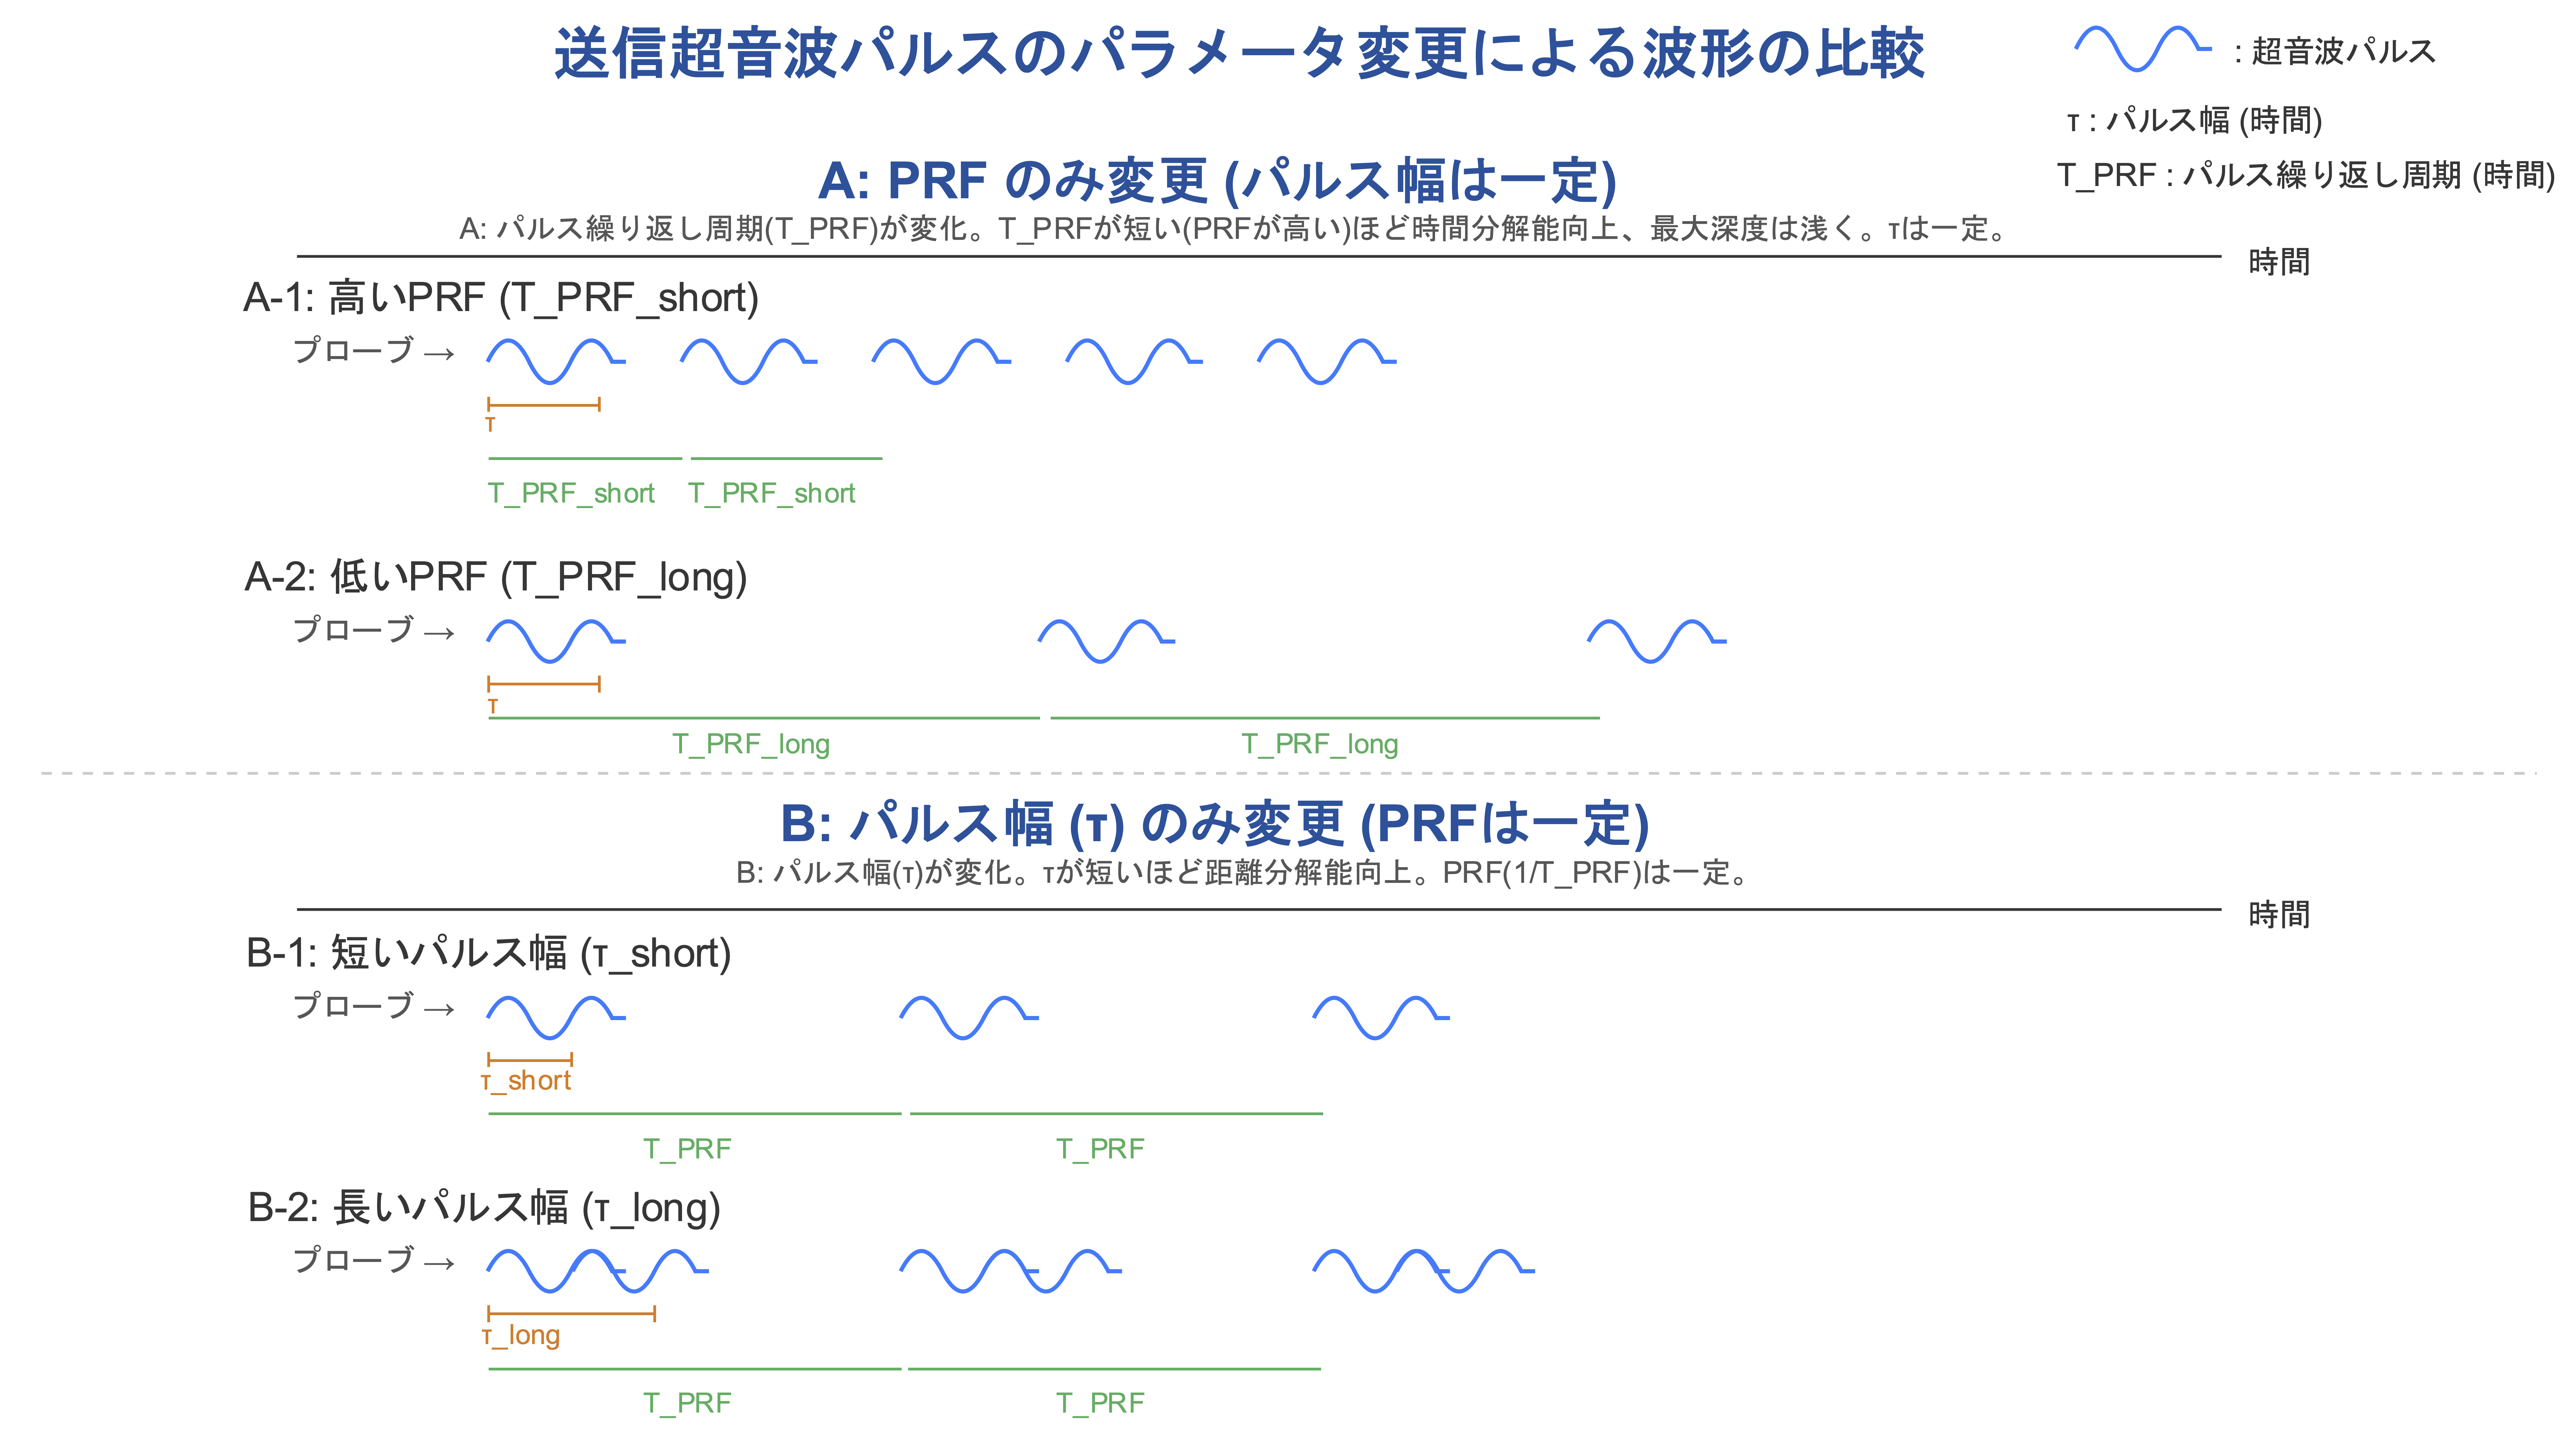 送信超音波パルスのパラメータ変更による波形の比較
: 超音波パルス
τ : パルス幅 (時間)
T_PRF : パルス繰り返し周期 (時間)
A: PRF のみ変更 (パルス幅は一定)
A: パルス繰り返し周期(T_PRF)が変化。T_PRFが短い(PRFが高い)ほど時間分解能向上、最大深度は浅く。τは一定。
時間
A-1: 高いPRF (T_PRF_short)
プローブ →
τ
T_PRF_short T_PRF_short
A-2: 低いPRF (T_PRF_long)
プローブ →
τ
T_PRF_long T_PRF_long
B: パルス幅 (τ) のみ変更 (PRFは一定)
B: パルス幅(τ)が変化。τが短いほど距離分解能向上。PRF(1/T_PRF)は一定。
時間
B-1: 短いパルス幅 (τ_short)
プローブ →
τ_short
T_PRF T_PRF
B-2: 長いパルス幅 (τ_long)
プローブ →
τ_long
T_PRF T_PRF